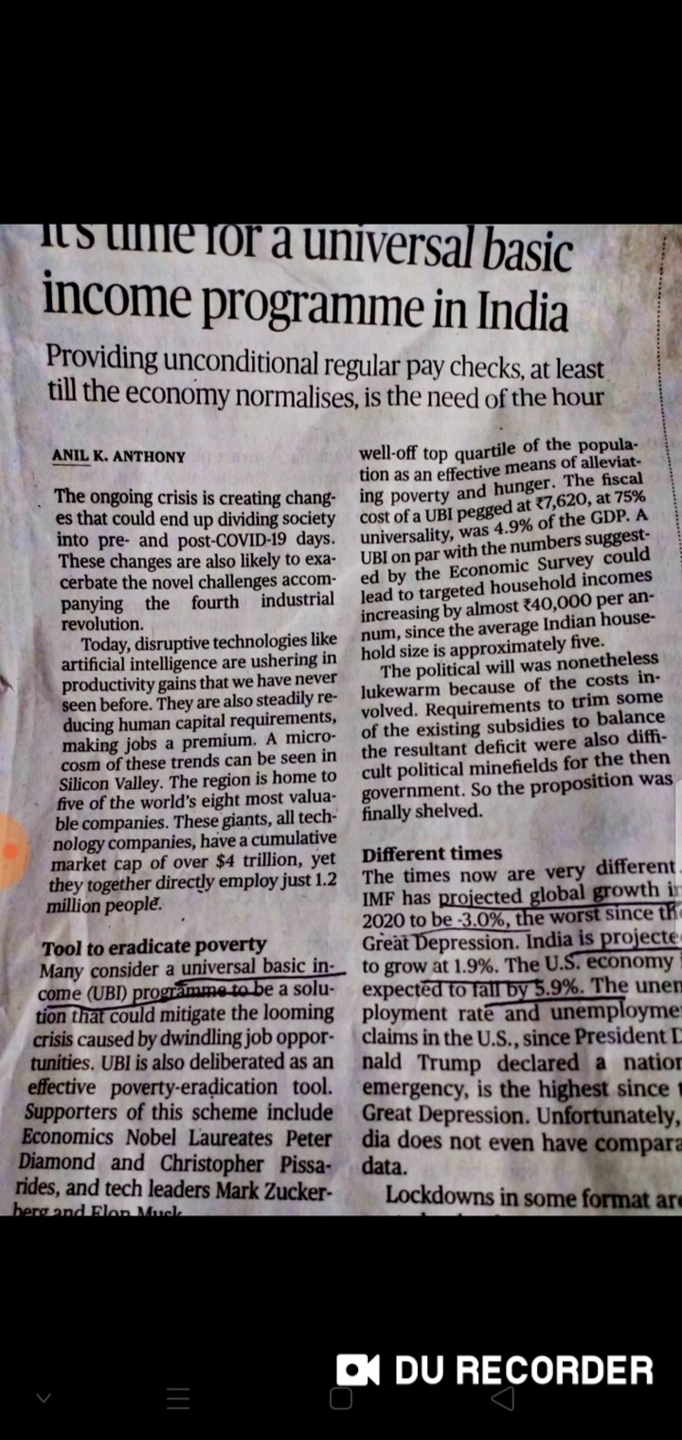 It's time for a universal basic
income programme in India
Providing unconditional regular pay checks, at least
till the economy normalises, is the need of the hour
ANIL K. ANTHONY
The ongoing crisis is creating chang-
es that could end up dividing society
into pre- and post-COVID-19 days.
These changes are also likely to exa-
cerbate the novel challenges accom-
panying the fourth industrial
revolution.
Today, disruptive technologies like
artificial intelligence are ushering in
productivity gains that we have never
seen before. They are also steadily re-
ducing human capital requirements,
making jobs a premium. A micro-
cosm of these trends can be seen in
Silicon Valley. The region is home to
five of the world's eight most valua-
ble companies. These giants, all tech-
nology companies, have a cumulative
market cap of over $4 trillion, yet
they together directly employ just 1.2
million people.
Tool to eradicate poverty
Many consider a universal basic in-
come (UBI) programme to be a solu-
tion that could mitigate the looming
crisis caused by dwindling job oppor-
tunities. UBI is also deliberated as an
effective poverty-eradication tool.
Supporters of this scheme include
Economics Nobel Laureates Peter
Diamond and Christopher Pissa-
rides, and tech leaders Mark Zucker-
berg and Elon Musk
well-off top quartile of the popula-
tion as an effective means of alleviat-
ing poverty and hunger. The fiscal
cost of a UBI pegged at ₹7,620, at 75%
universality, was 4.9% of the GDP. A
UBI on par with the numbers suggest-
ed by the Economic Survey could
lead to targeted household incomes
increasing by almost ₹40,000 per an-
num, since the average Indian house-
hold size is approximately five.
The political will was nonetheless
lukewarm because of the costs in-
volved. Requirements to trim some
of the existing subsidies to balance
the resultant deficit were also diffi-
cult political minefields for the then
government. So the proposition was
finally shelved.
Different times
The times now are very different
IMF has projected global growth i
2020 to be -3.0%, the worst since th
Great Depression. India is projecte
to grow at 1.9%. The U.S. economy
expected to fall by 5.9%. The unem
ployment rate and unemployme
claims in the U.S., since President D
nald Trump declared a nation
emergency, is the highest since t
Great Depression. Unfortunately,
dia does not even have compara
data.
Lockdowns in some format are
DU RECORDER